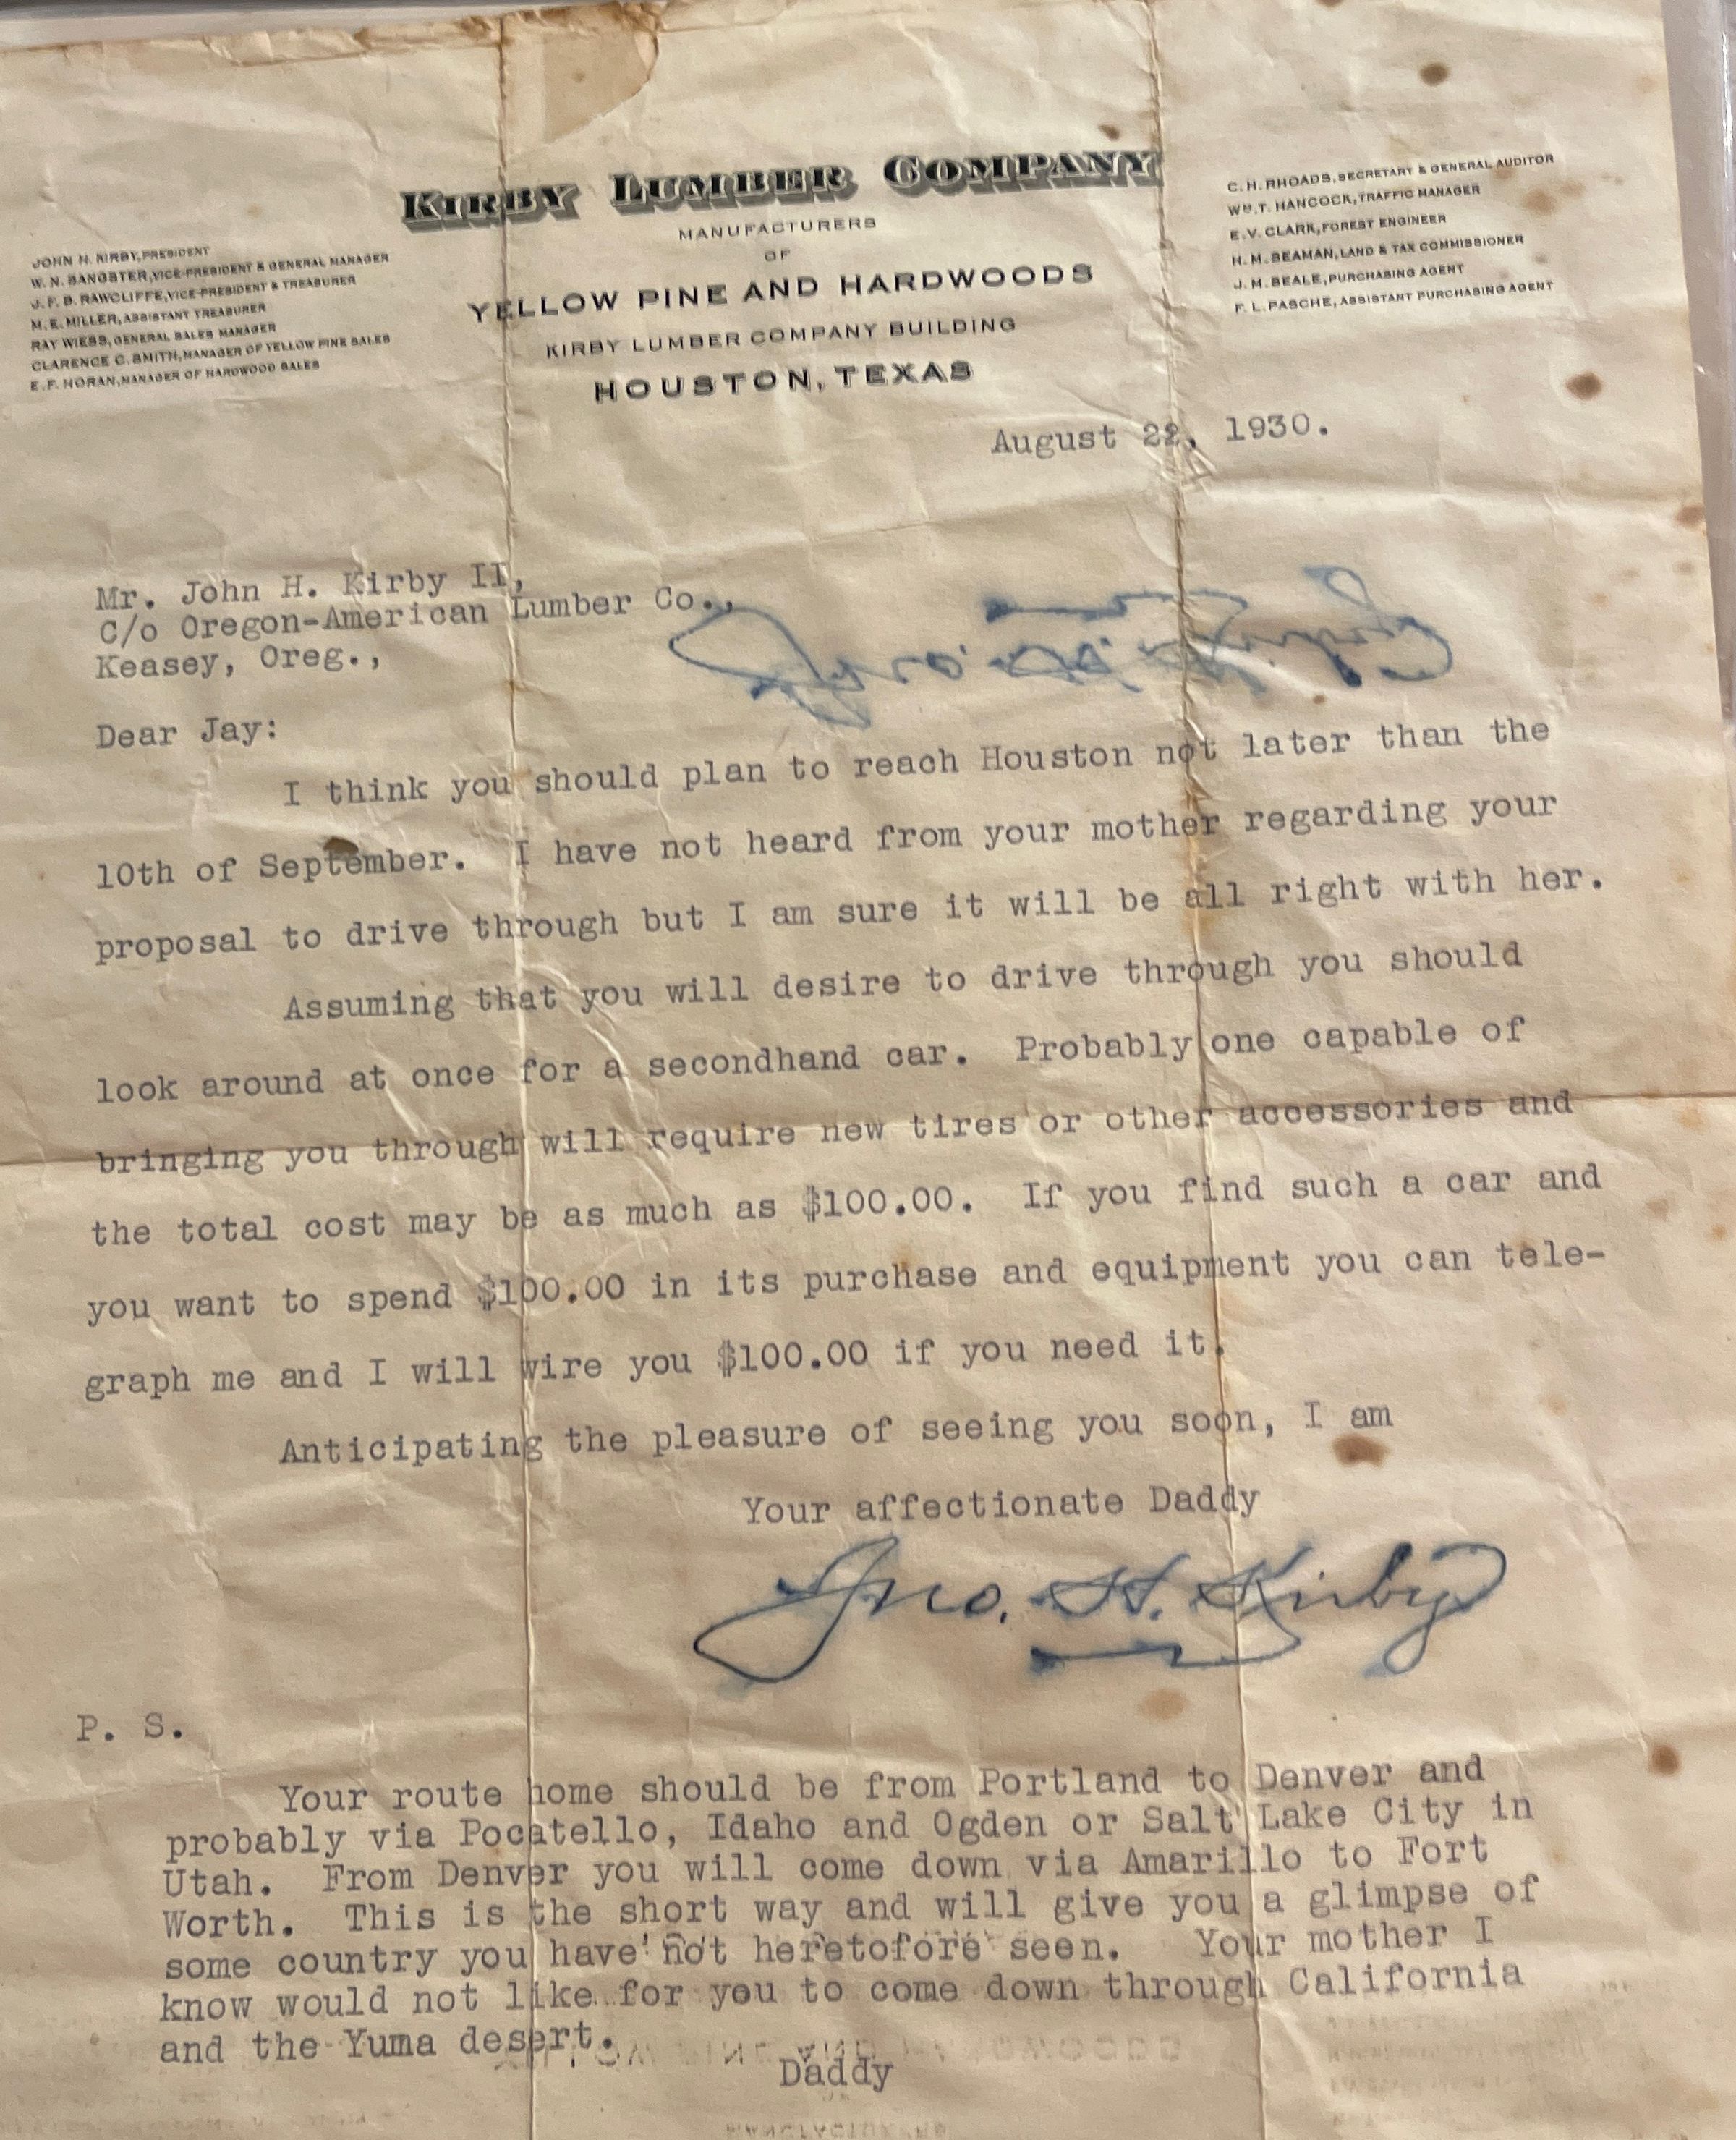 KIRBY LUMBER COMPANY
MANUFACTURERS
OF
YELLOW PINE AND HARDWOODS
KIRBY LUMBER COMPANY BUILDING
HOUSTON, TEXAS
JOHN H. KIRBY, PRESIDENT
W. N. SANGSTER, VICE-PRESIDENT & GENERAL MANAGER
J. F. B. RAWCLIFFE, VICE-PRESIDENT & TREASURER
M. E. MILLER, ASSISTANT TREASURER
RAY WIESS, GENERAL SALES MANAGER
CLARENCE C. SMITH, MANAGER OF YELLOW PINE SALES
E. F. HORAN, MANAGER OF HARDWOOD SALES
C. H. RHOADS, SECRETARY & GENERAL AUDITOR
WM. T. HANCOCK, TRAFFIC MANAGER
E. V. CLARK, FOREST ENGINEER
H. M. SEAMAN, LAND & TAX COMMISSIONER
J. M. BEALE, PURCHASING AGENT
F. L. PASCHE, ASSISTANT PURCHASING AGENT
August 22, 1930.
Mr. John H. Kirby II,
C/o Oregon-American Lumber Co.,
Keasey, Oreg.,
Dear Jay:
I think you should plan to reach Houston not later than the
10th of September. I have not heard from your mother regarding your
proposal to drive through but I am sure it will be all right with her.
Assuming that you will desire to drive through you should
look around at once for a secondhand car. Probably one capable of
bringing you through will require new tires or other accessories and
the total cost may be as much as $100.00. If you find such a car and
you want to spend $100.00 in its purchase and equipment you can tele-
graph me and I will wire you $100.00 if you need it.
Anticipating the pleasure of seeing you soon, I am
Your affectionate Daddy
Jno. H. Kirby
P. S.
Your route home should be from Portland to Denver and
probably via Pocatello, Idaho and Ogden or Salt Lake City in
Utah. From Denver you will come down via Amarillo to Fort
Worth. This is the short way and will give you a glimpse of
some country you have not heretofore seen. Your mother I
know would not like for you to come down through California
and the Yuma desert.
Daddy